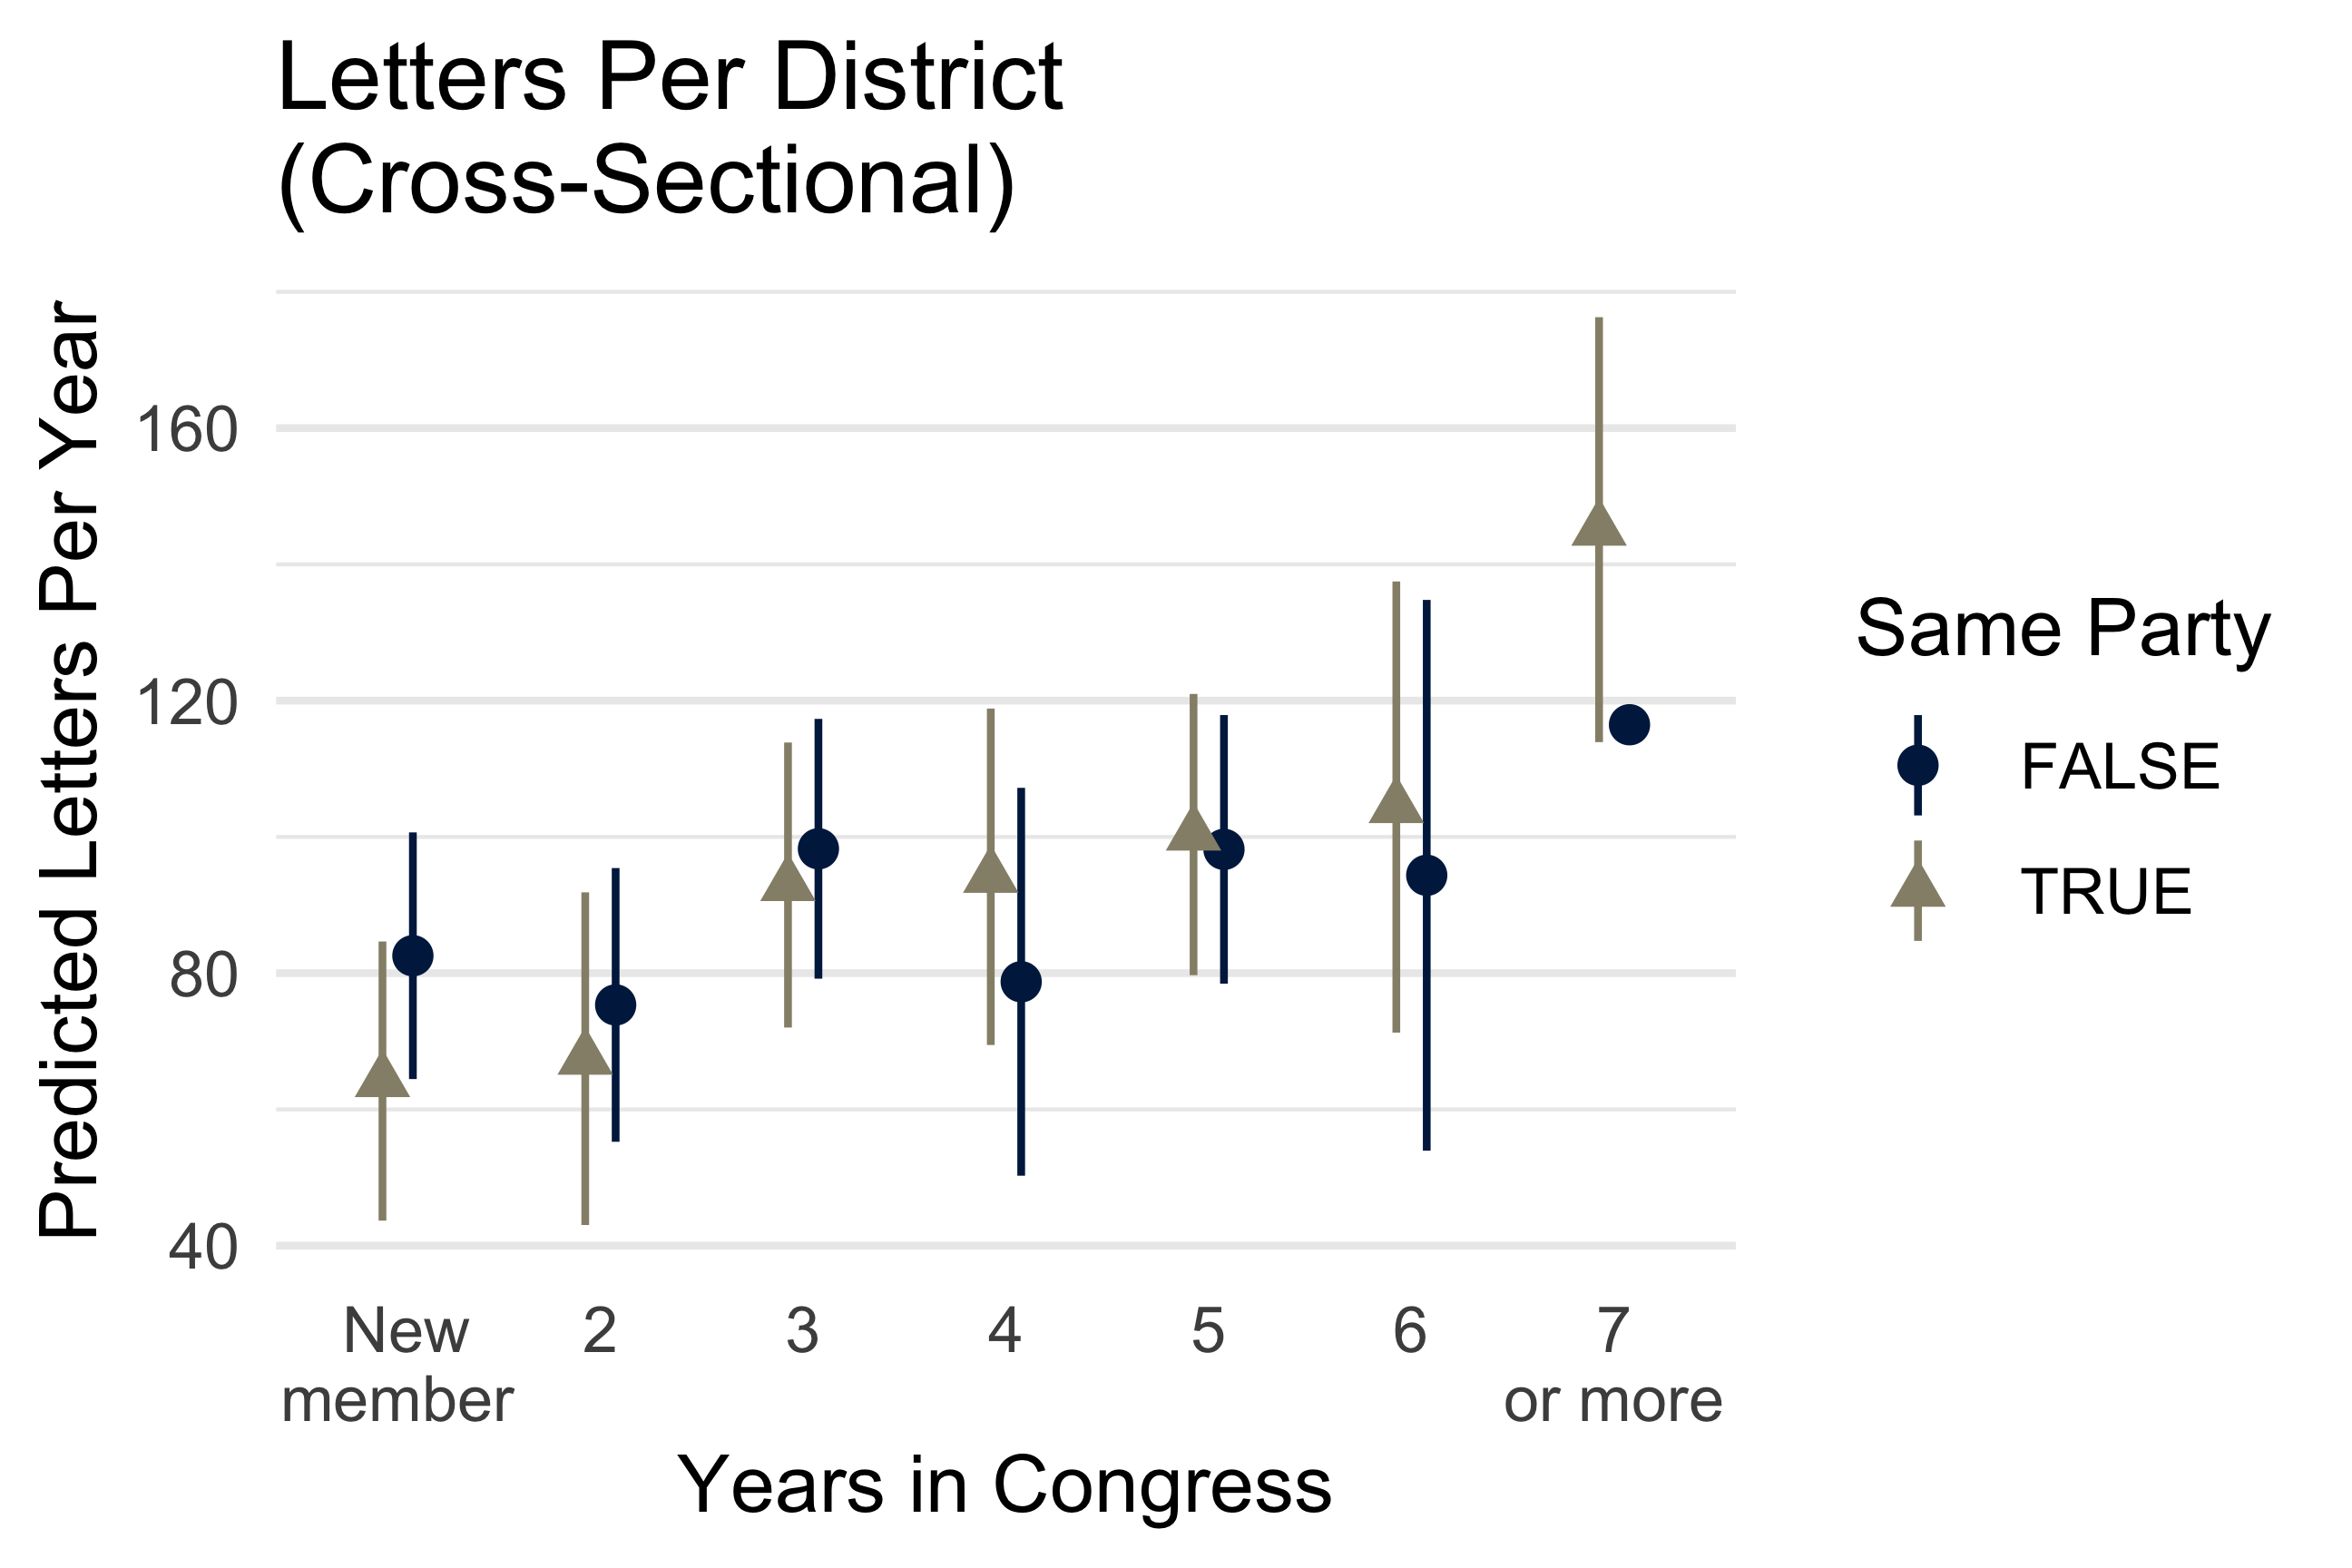 Letters Per District
(Cross-Sectional)
Predicted Letters Per Year
160
120
80
40
New
member
2
3
4
5
6
7
or more
Years in Congress
Same Party
FALSE
TRUE